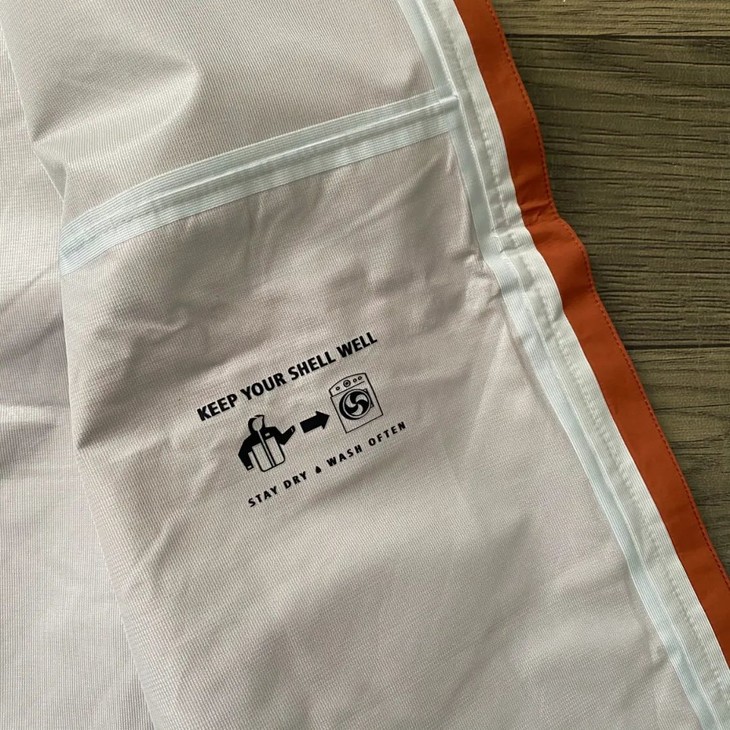 KEEP YOUR SHELL WELL
STAY DRY & WASH OFTEN